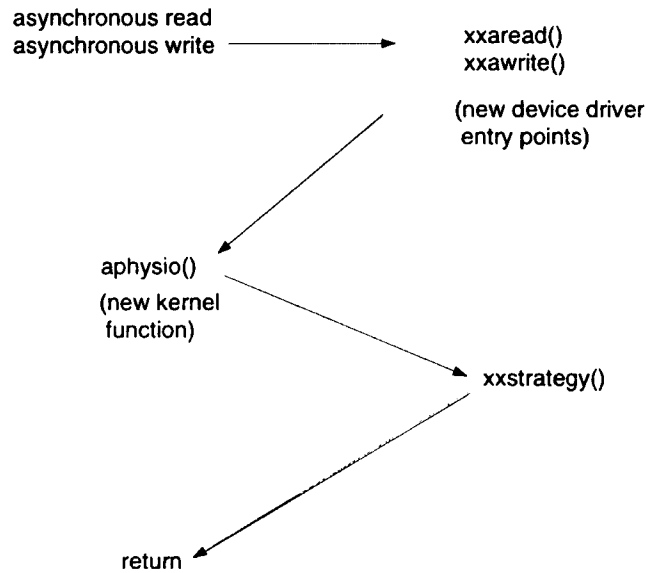 asynchronous read
asynchronous write
xxaread()
xxawrite()
(new device driver
entry points)
aphysio()
(new kernel
function)
xxstrategy()
return